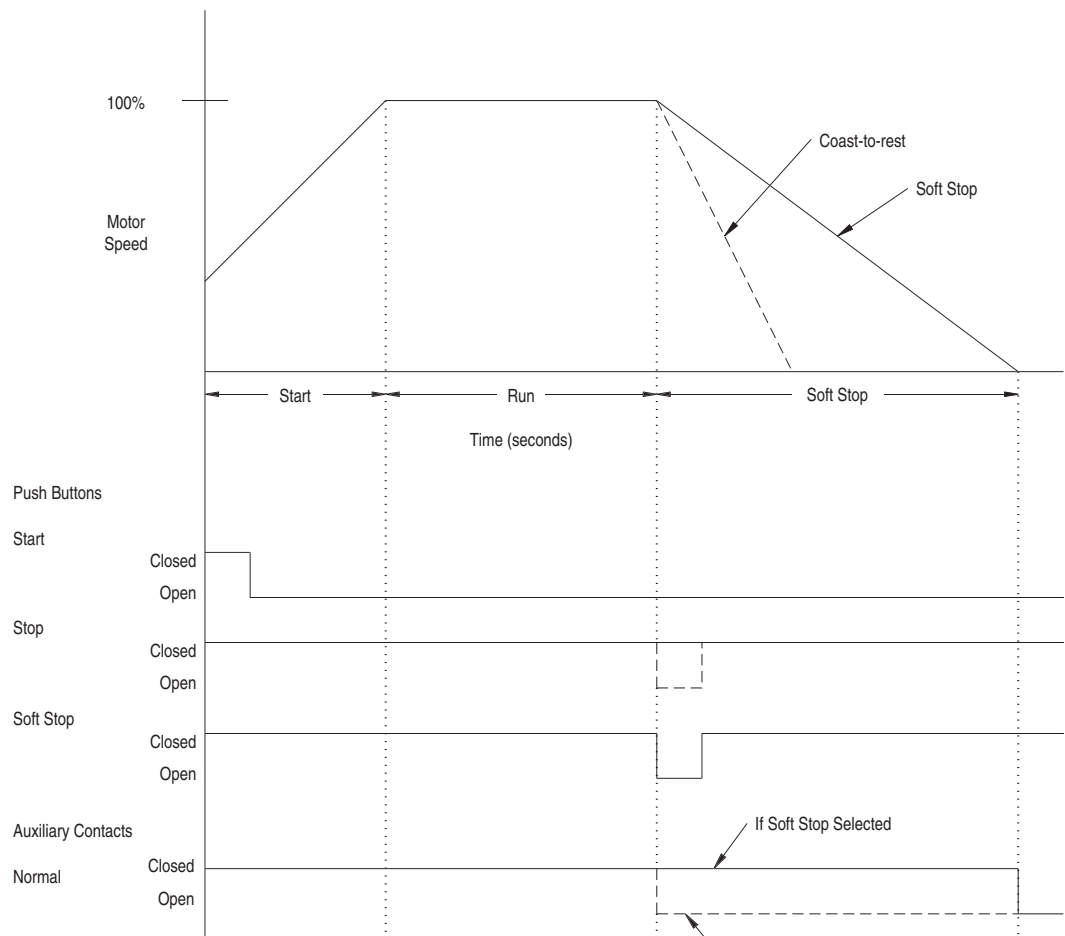 100%
Coast-to-rest
Soft Stop
Motor
Speed
Start
Run
Soft Stop
Time (seconds)
Push Buttons
Start
Closed
Open
Stop
Closed
Open
Soft Stop
Closed
Open
If Soft Stop Selected
Auxiliary Contacts
Closed
Normal
Open